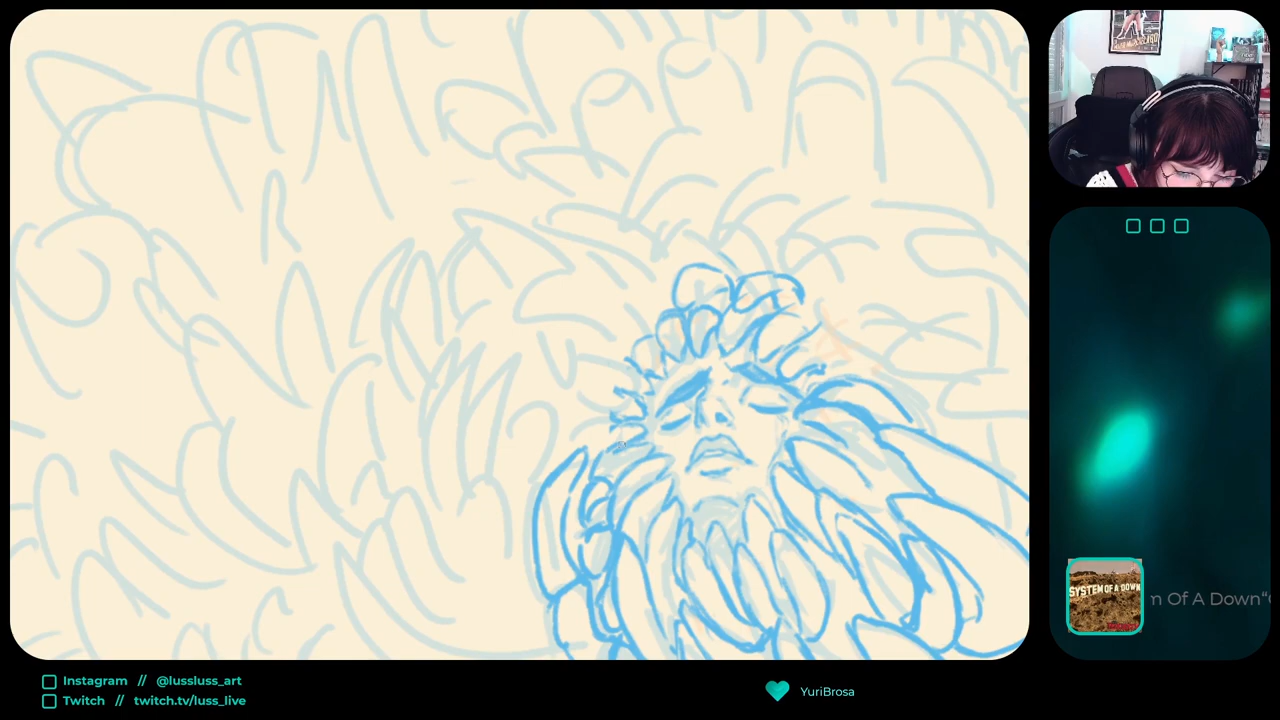 SYSTEM OF A DOWN
m Of A Down“
Instagram // @lussluss_art
Twitch // twitch.tv/luss_live
YuriBrosa